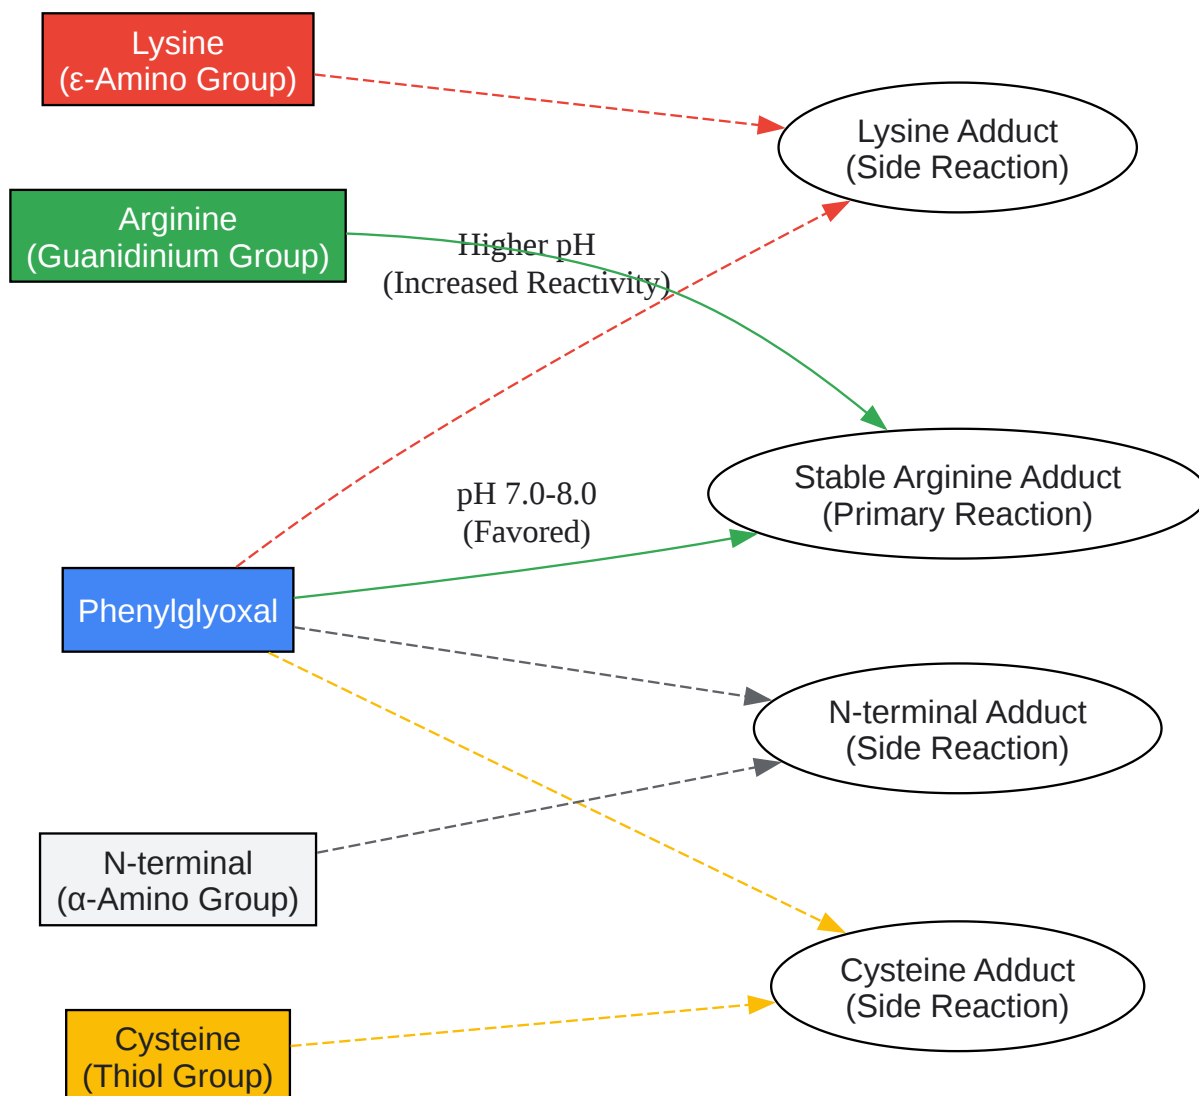 Lysine
(ε-Amino Group)
Lysine Adduct
(Side Reaction)
Arginine
(Guanidinium Group)
Higher pH
(Increased Reactivity)
Stable Arginine Adduct
(Primary Reaction)
pH 7.0-8.0
(Favored)
Phenylglyoxal
N-terminal Adduct
(Side Reaction)
N-terminal
(α-Amino Group)
Cysteine Adduct
(Side Reaction)
Cysteine
(Thiol Group)